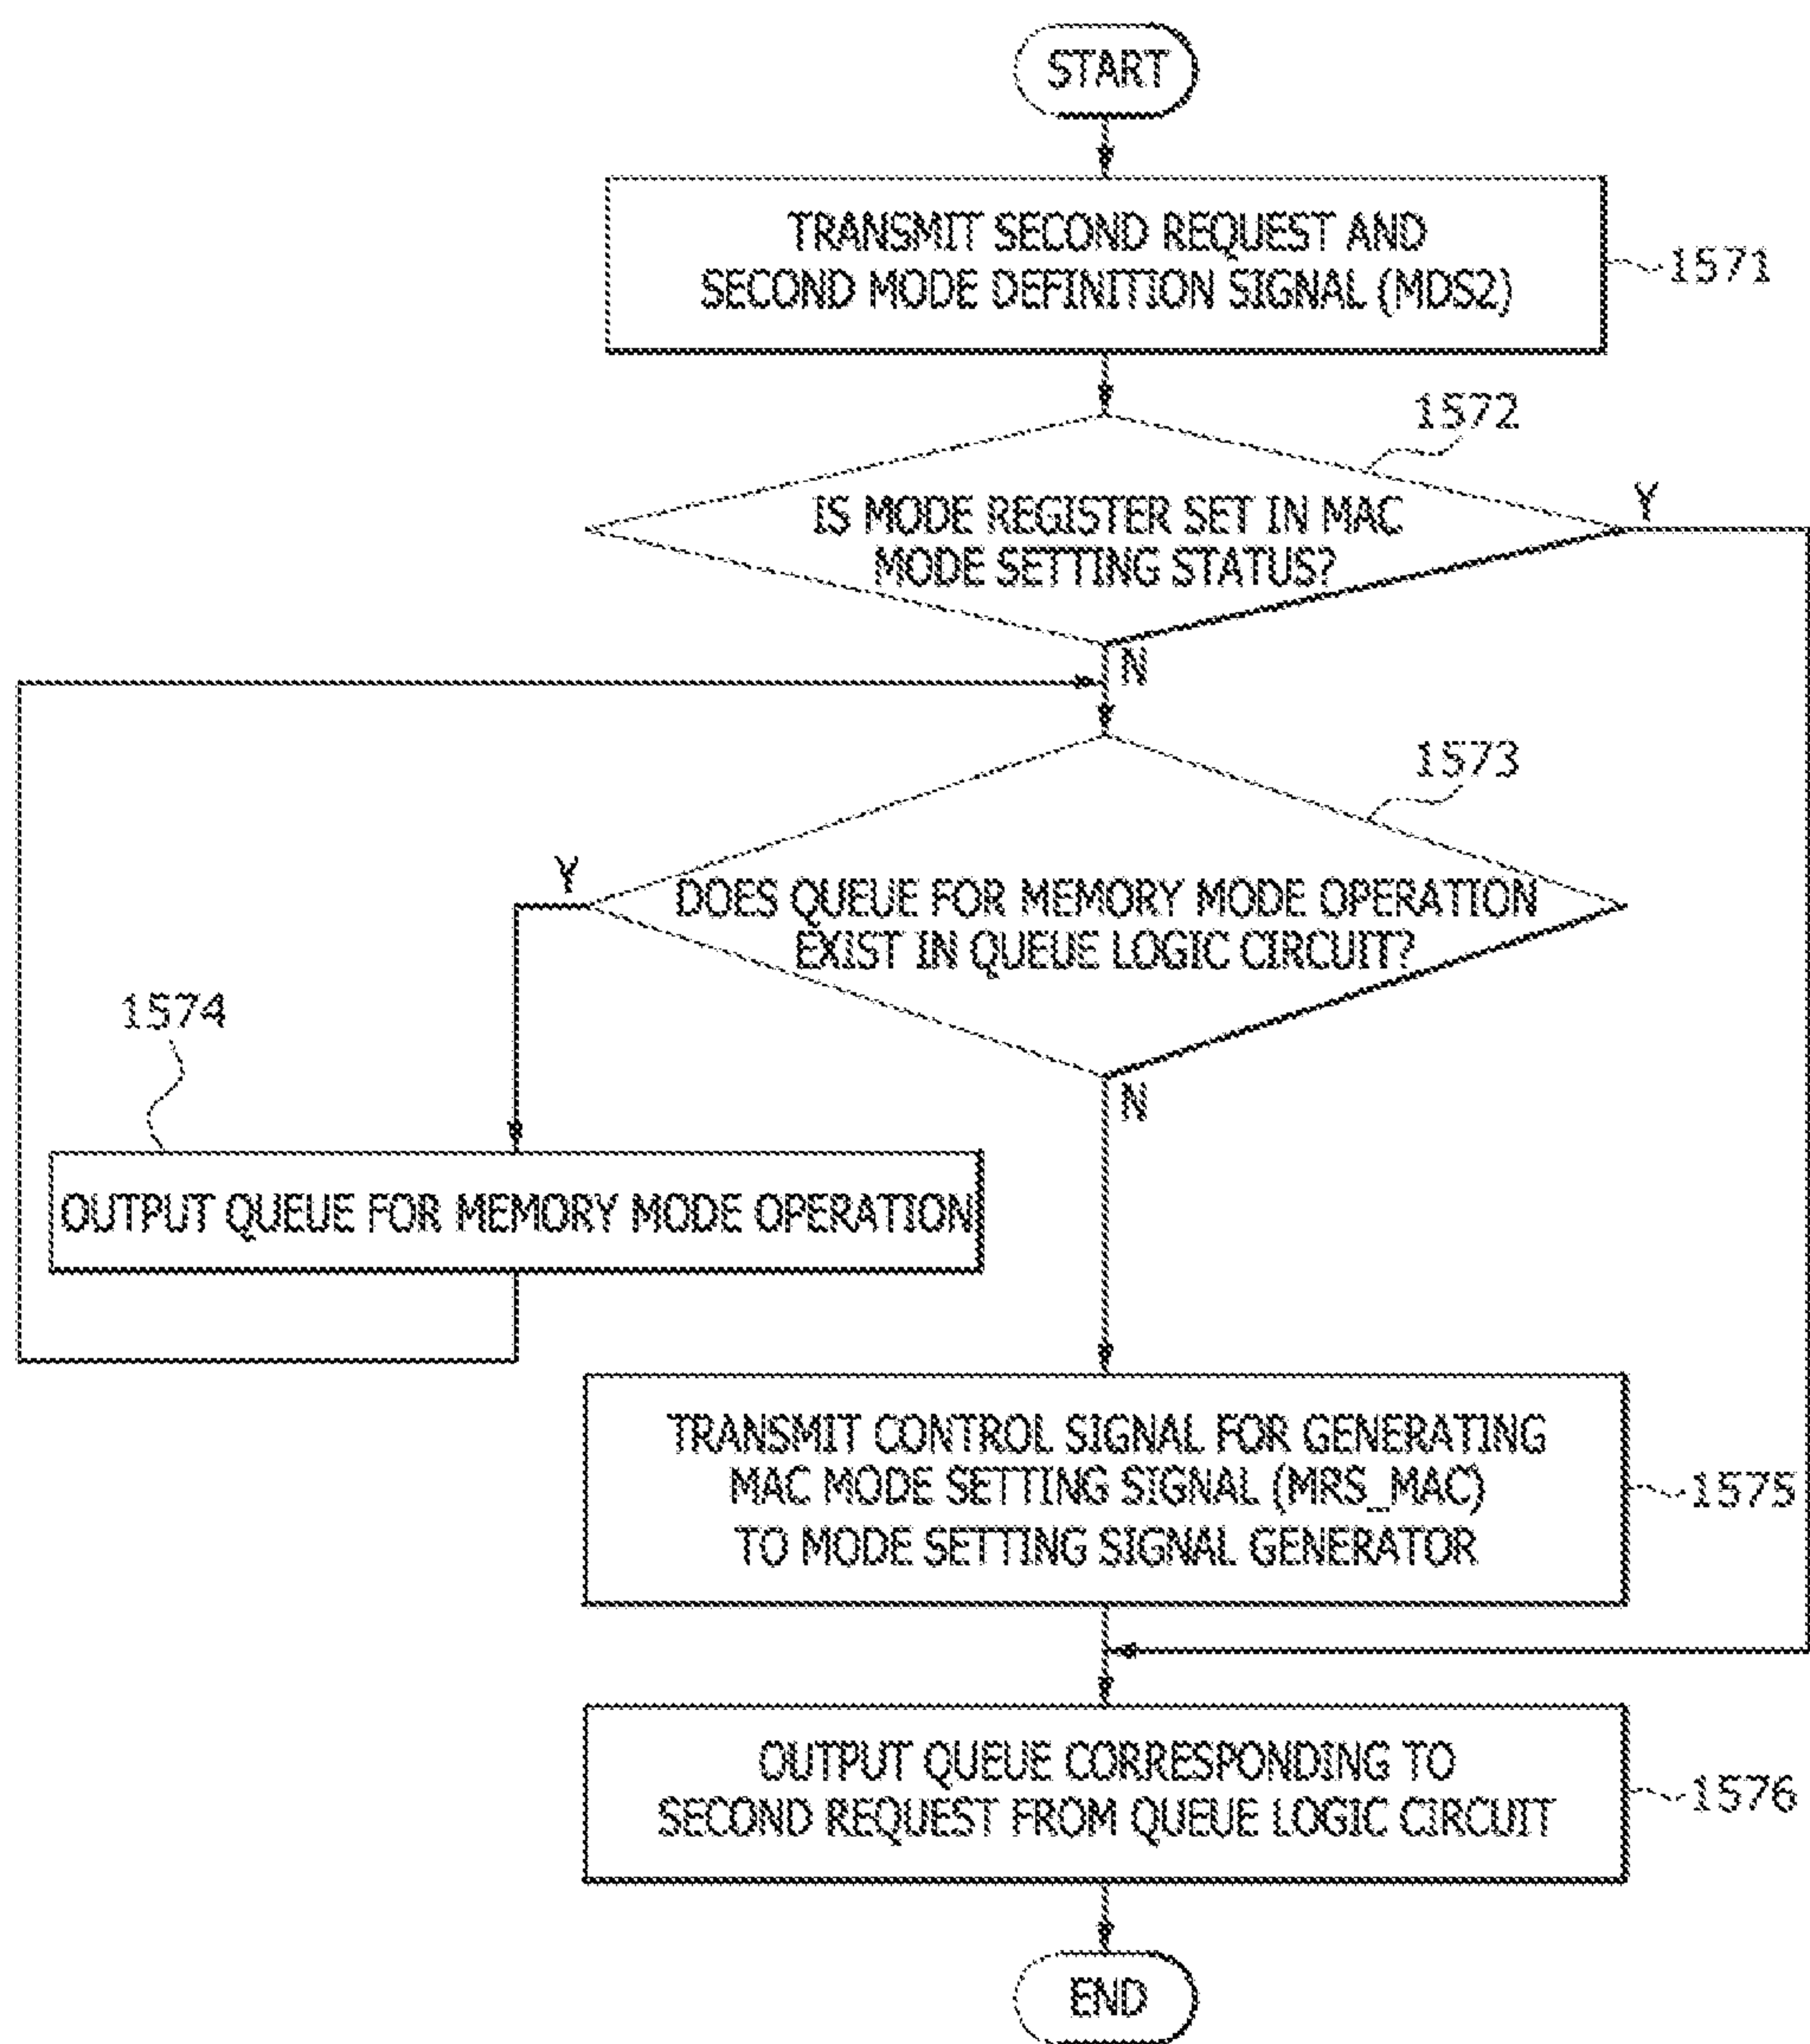 START
TRANSMIT SECOND REQUEST AND
SECOND MODE DEFINITION SIGNAL (MDS2)
1571
1572
IS MODE REGISTER SET IN MAC
MODE SETTING STATUS?
Y
N
1573
DOES QUEUE FOR MEMORY MODE OPERATION
EXIST IN QUEUE LOGIC CIRCUIT?
Y
N
1574
OUTPUT QUEUE FOR MEMORY MODE OPERATION
TRANSMIT CONTROL SIGNAL FOR GENERATING
MAC MODE SETTING SIGNAL (MRS_MAC)
TO MODE SETTING SIGNAL GENERATOR
1575
OUTPUT QUEUE CORRESPONDING TO
SECOND REQUEST FROM QUEUE LOGIC CIRCUIT
1576
END